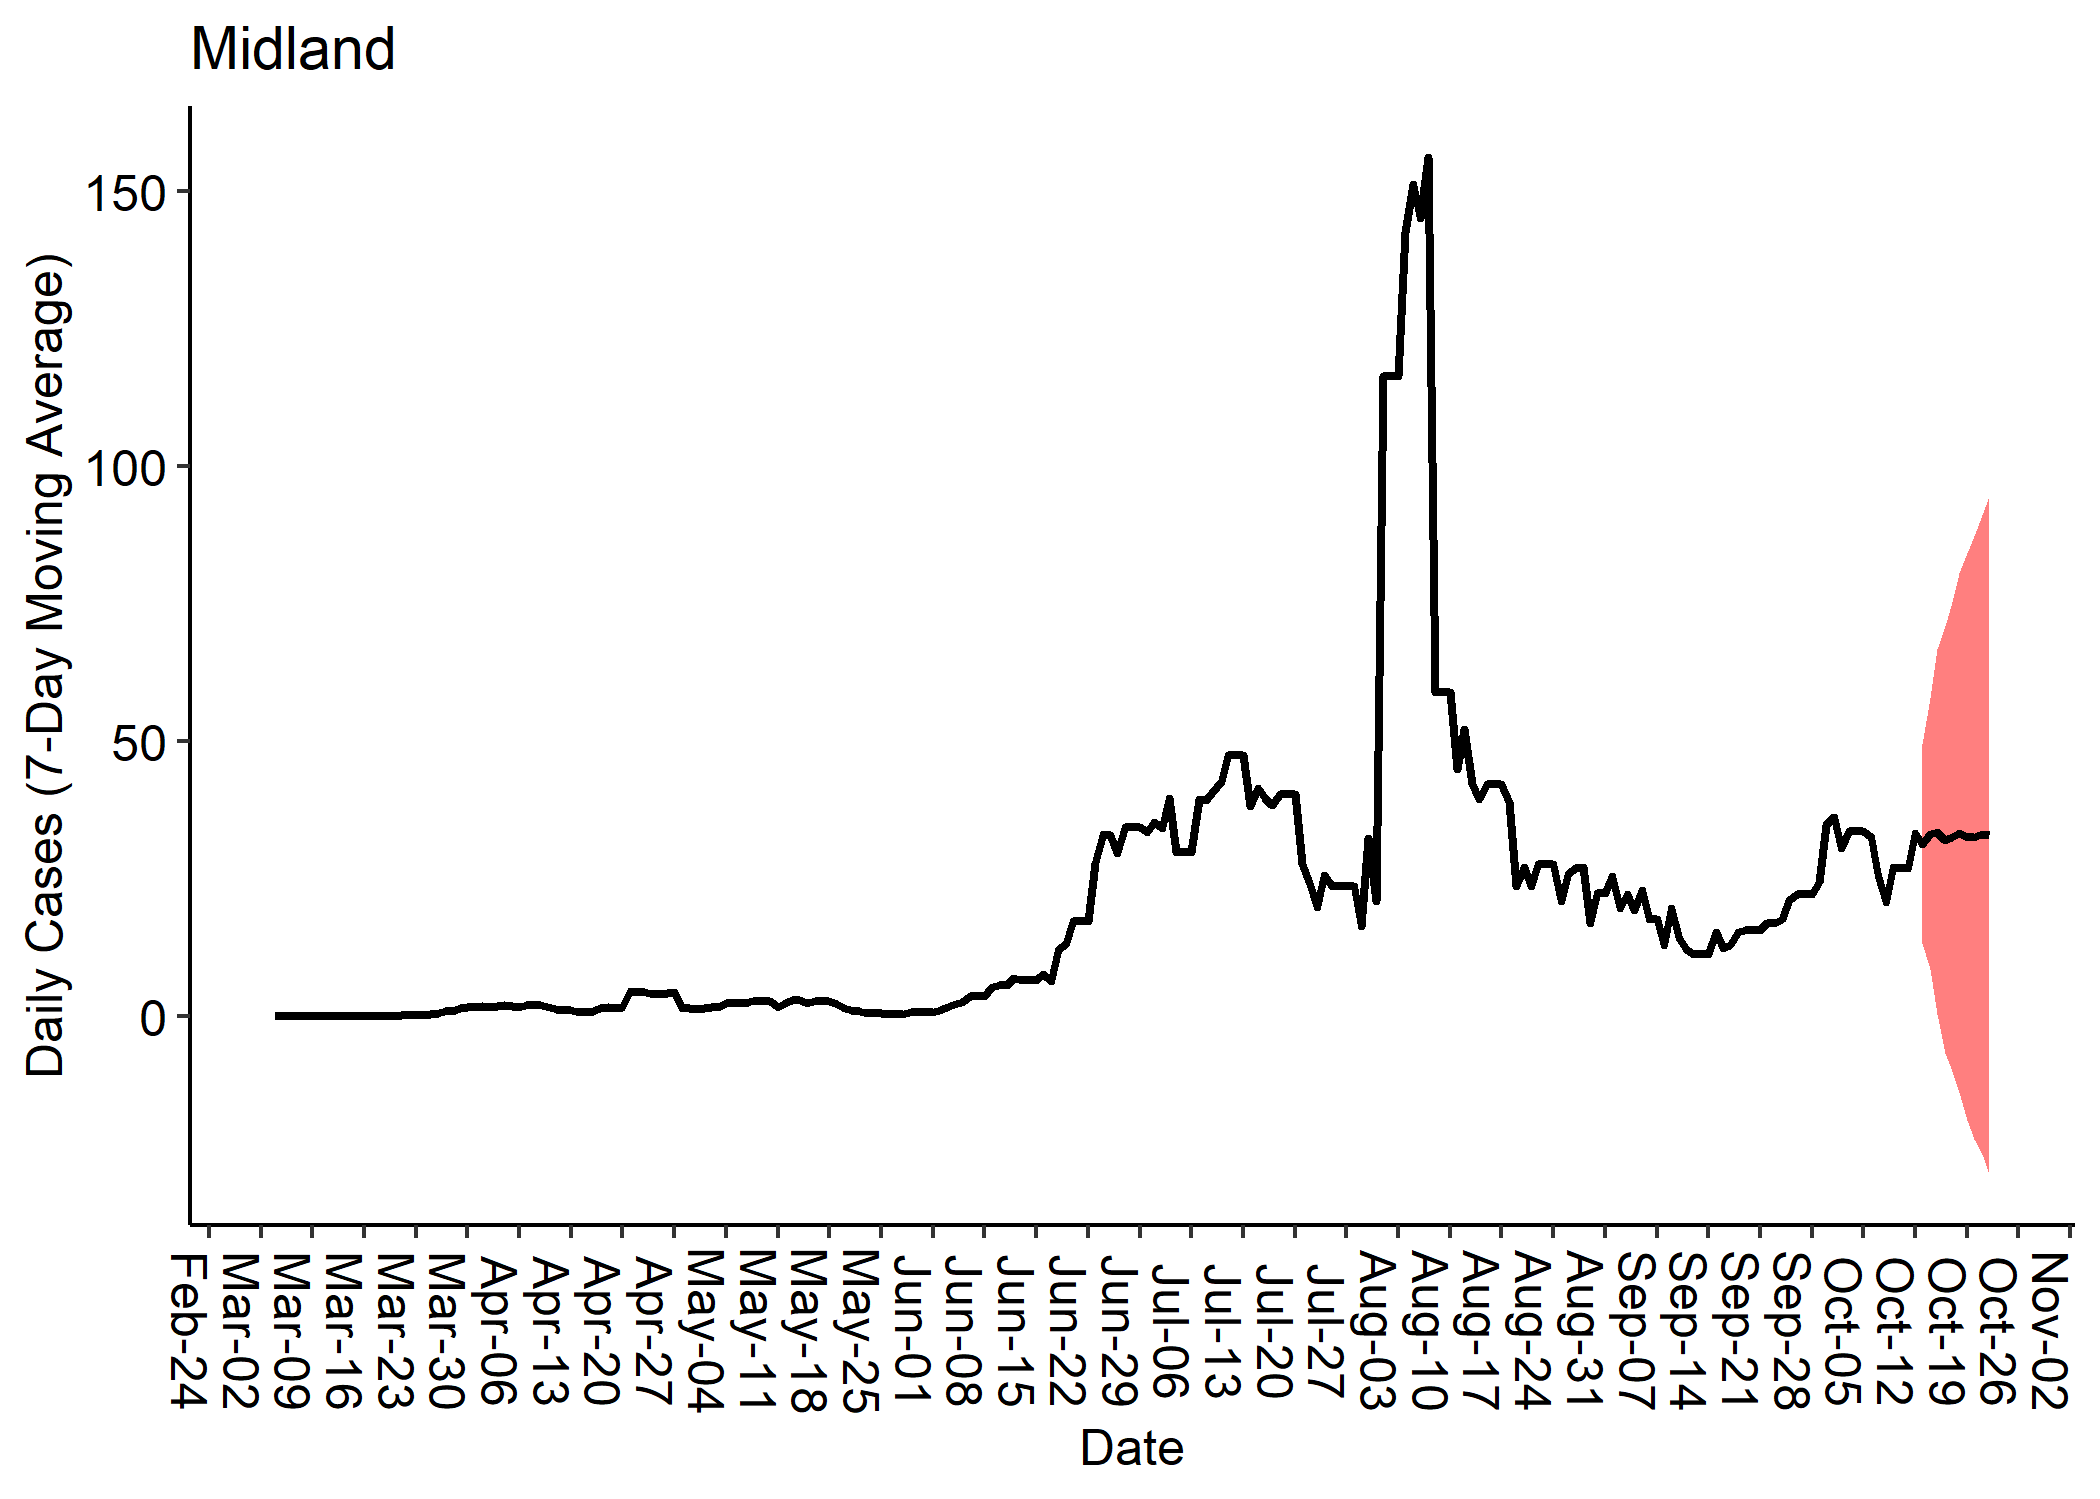 Midland
Daily Cases (7-Day Moving Average)
150
100
50
0
Feb-24
Mar-02
Mar-09
Mar-16
Mar-23
Mar-30
Apr-06
Apr-13
Apr-20
Apr-27
May-04
May-11
May-18
May-25
Jun-01
Jun-08
Jun-15
Jun-22
Jun-29
Jul-06
Jul-13
Jul-20
Jul-27
Aug-03
Aug-10
Aug-17
Aug-24
Aug-31
Sep-07
Sep-14
Sep-21
Sep-28
Oct-05
Oct-12
Oct-19
Oct-26
Nov-02
Date